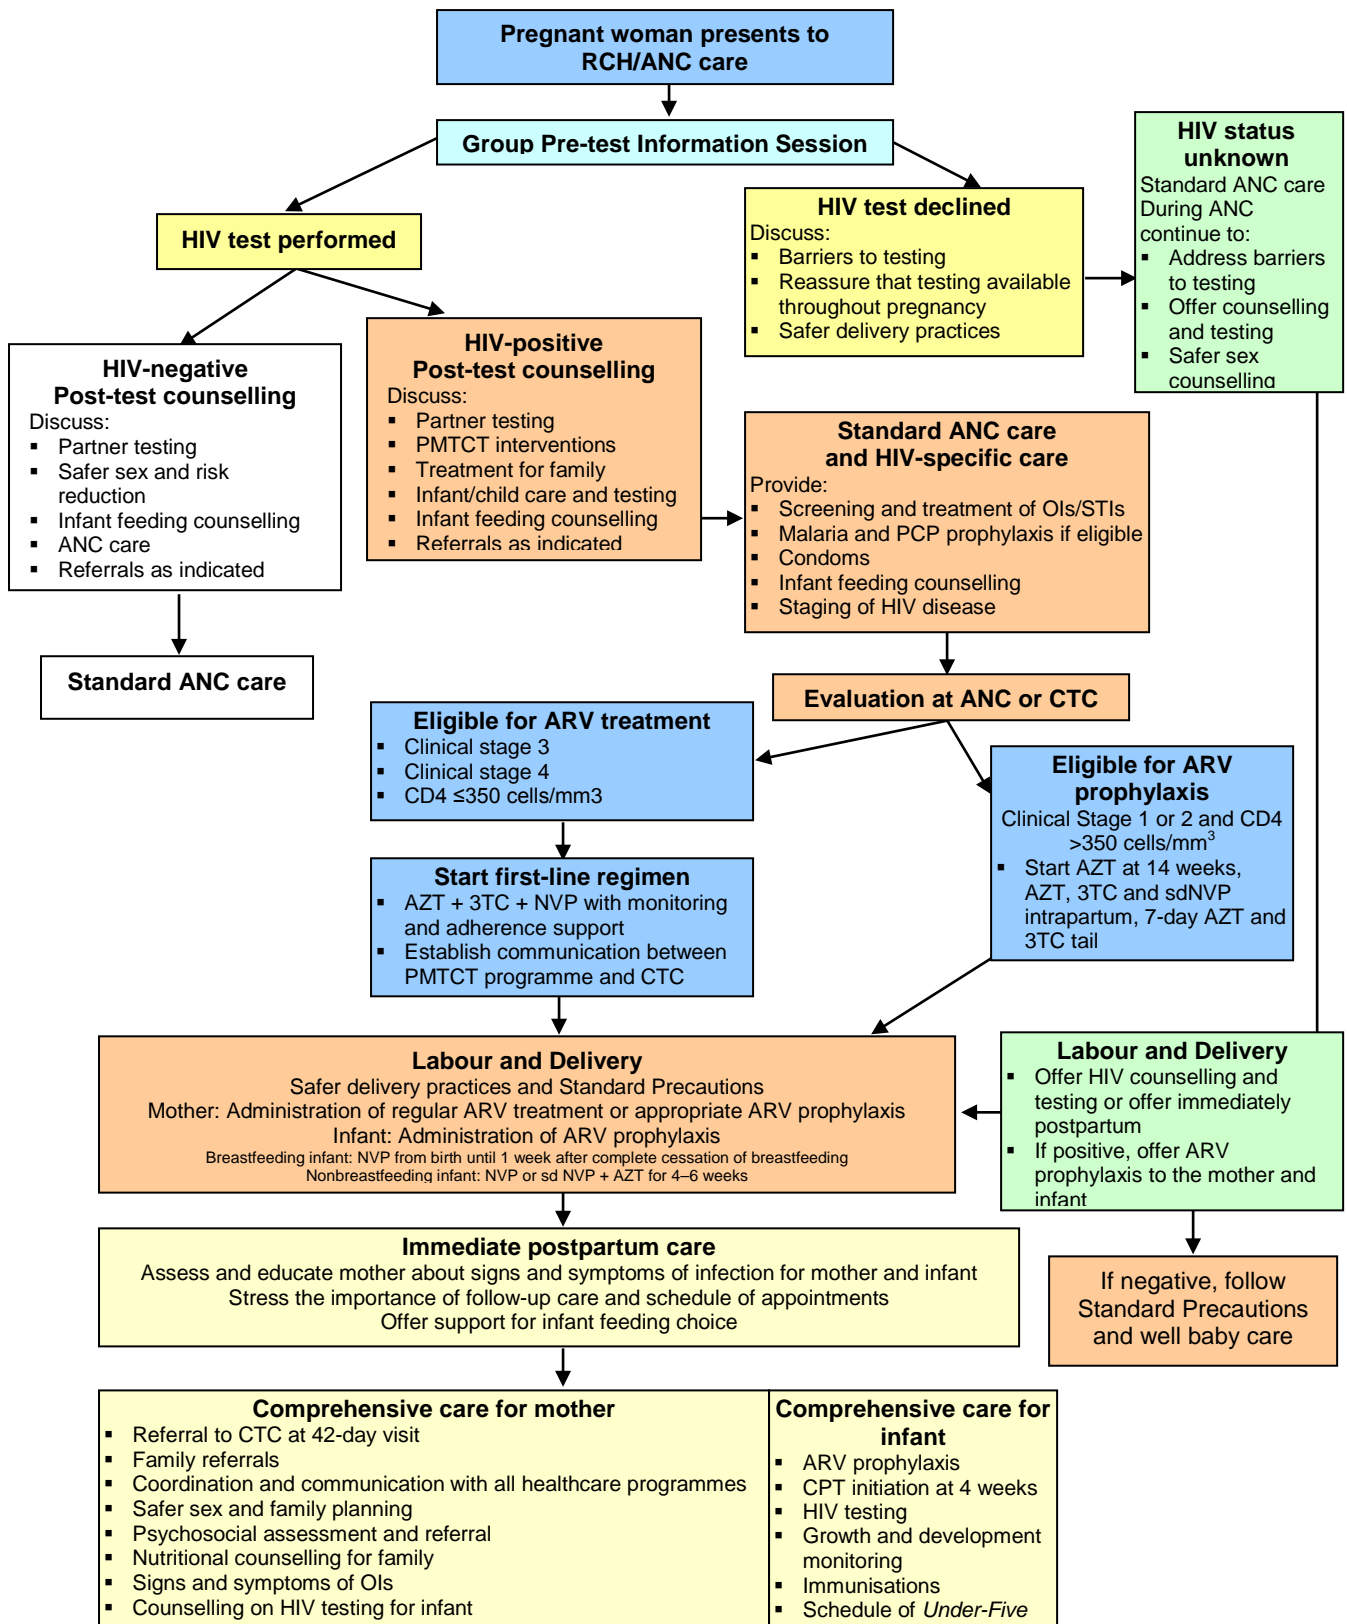 Pregnant woman presents to
RCH/ANC care
Group Pre-test Information Session
HIV status
unknown
Standard ANC care
During ANC
continue to:
▪ Address barriers
to testing
▪ Offer counselling
and testing
▪ Safer sex
counselling
HIV test declined
Discuss:
▪ Barriers to testing
▪ Reassure that testing available
throughout pregnancy
▪ Safer delivery practices
HIV test performed
HIV-negative
Post-test counselling
Discuss:
▪ Partner testing
▪ Safer sex and risk
reduction
▪ Infant feeding counselling
▪ ANC care
▪ Referrals as indicated
HIV-positive
Post-test counselling
Discuss:
▪ Partner testing
▪ PMTCT interventions
▪ Treatment for family
▪ Infant/child care and testing
▪ Infant feeding counselling
▪ Referrals as indicated
Standard ANC care
and HIV-specific care
Provide:
▪ Screening and treatment of OIs/STIs
▪ Malaria and PCP prophylaxis if eligible
▪ Condoms
▪ Infant feeding counselling
▪ Staging of HIV disease
Standard ANC care
Evaluation at ANC or CTC
Eligible for ARV treatment
▪ Clinical stage 3
▪ Clinical stage 4
▪ CD4 ≤350 cells/mm3
Eligible for ARV
prophylaxis
Clinical Stage 1 or 2 and CD4
>350 cells/mm³
▪ Start AZT at 14 weeks,
AZT, 3TC and sdNVP
intrapartum, 7-day AZT and
3TC tail
Start first-line regimen
▪ AZT + 3TC + NVP with monitoring
and adherence support
▪ Establish communication between
PMTCT programme and CTC
Labour and Delivery
Safer delivery practices and Standard Precautions
Mother: Administration of regular ARV treatment or appropriate ARV prophylaxis
Infant: Administration of ARV prophylaxis
Breastfeeding infant: NVP from birth until 1 week after complete cessation of breastfeeding
Nonbreastfeeding infant: NVP or sd NVP + AZT for 4–6 weeks
Labour and Delivery
▪ Offer HIV counselling and
testing or offer immediately
postpartum
▪ If positive, offer ARV
prophylaxis to the mother and
infant
Immediate postpartum care
Assess and educate mother about signs and symptoms of infection for mother and infant
Stress the importance of follow-up care and schedule of appointments
Offer support for infant feeding choice
If negative, follow
Standard Precautions
and well baby care
Comprehensive care for mother
▪ Referral to CTC at 42-day visit
▪ Family referrals
▪ Coordination and communication with all healthcare programmes
▪ Safer sex and family planning
▪ Psychosocial assessment and referral
▪ Nutritional counselling for family
▪ Signs and symptoms of OIs
▪ Counselling on HIV testing for infant
Comprehensive care for
infant
▪ ARV prophylaxis
▪ CPT initiation at 4 weeks
▪ HIV testing
▪ Growth and development
monitoring
▪ Immunisations
▪ Schedule of Under-Five